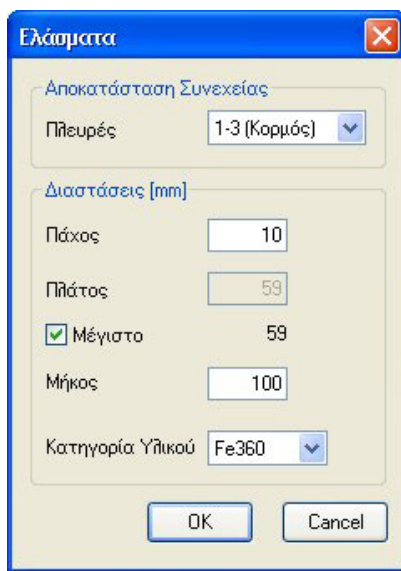 Ελάσματα
Αποκατάσταση Συνεχείας
Πλευρές 1-3 (Κορμός)
Διαστάσεις [mm]
Πάχος 10
Πλάτος 59
Μέγιστο 59
Μήκος 100
Κατηγορία Υλικού Fe360
OK Cancel